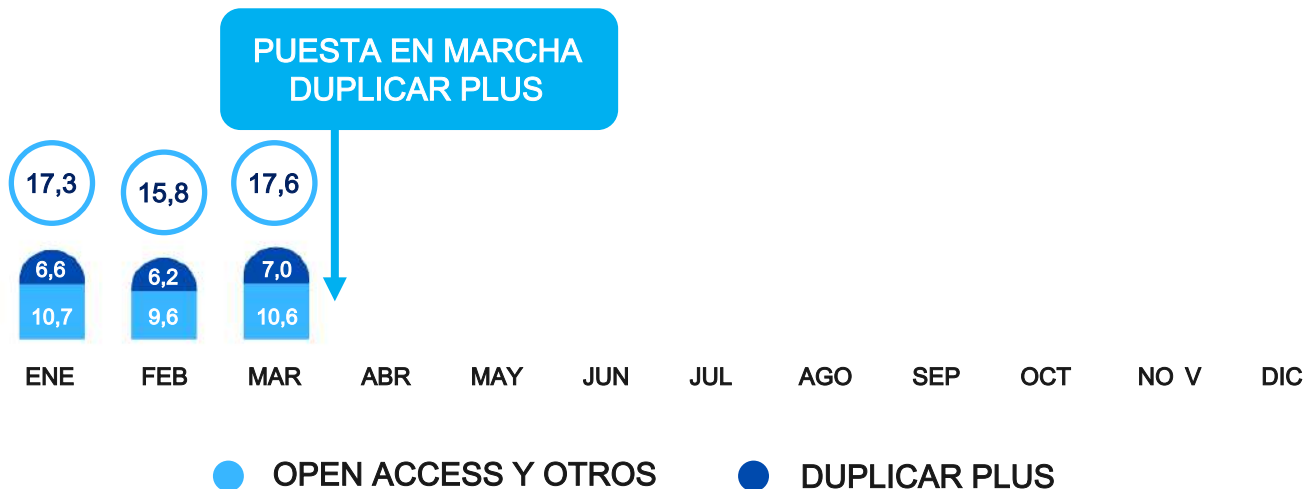 PUESTA EN MARCHA
DUPLICAR PLUS
17,3
15,8
17,6
6,6
6,2
7,0
10,7
9,6
10,6
ENE FEB MAR ABR MAY JUN JUL AGO SEP OCT NO V DIC
OPEN ACCESS Y OTROS DUPLICAR PLUS